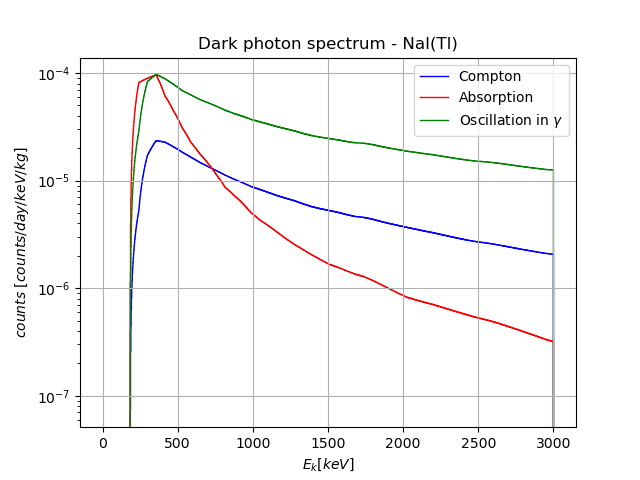 Dark photon spectrum - NaI(Tl)
counts [counts/day/keV/kg]
10⁻⁴
10⁻⁵
10⁻⁶
10⁻⁷
Compton
Absorption
Oscillation in γ
0 500 1000 1500 2000 2500 3000
E_k[keV]